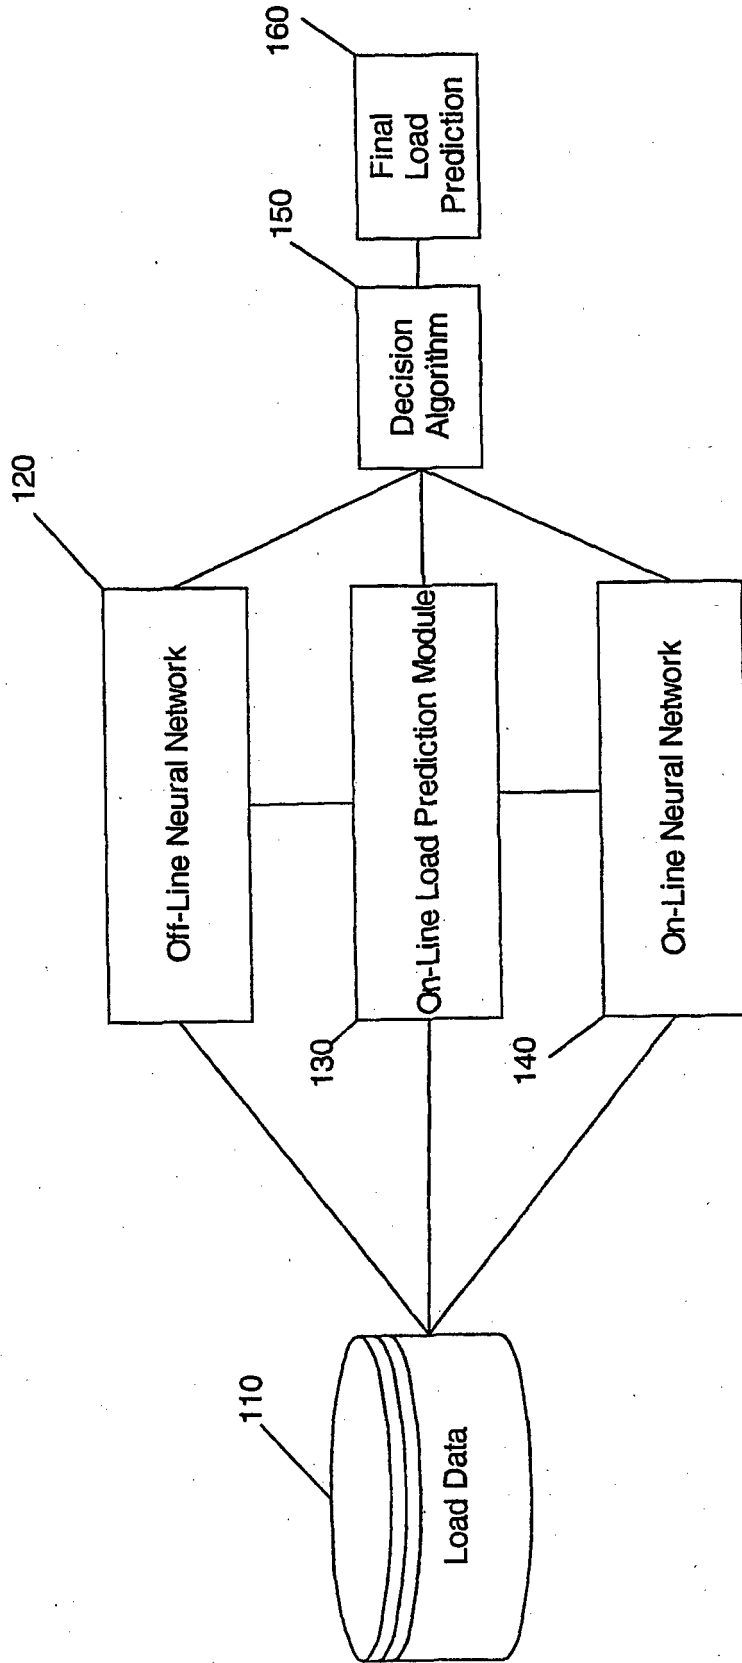 110
Load Data
120
Off-Line Neural Network
130
On-Line Load Prediction Module
140
On-Line Neural Network
150
Decision
Algorithm
160
Final
Load
Prediction